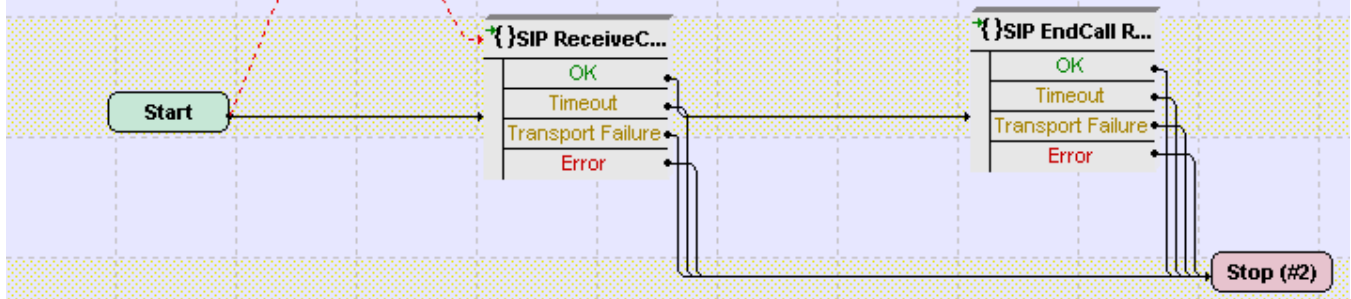 Start
{}SIP ReceiveC...
OK
Timeout
Transport Failure
Error
{}SIP EndCall R...
OK
Timeout
Transport Failure
Error
Stop (#2)